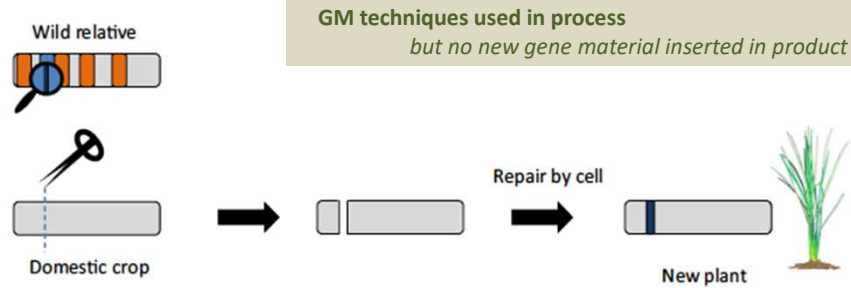 GM techniques used in process
but no new gene material inserted in product
Wild relative
Repair by cell
Domestic crop
New plant